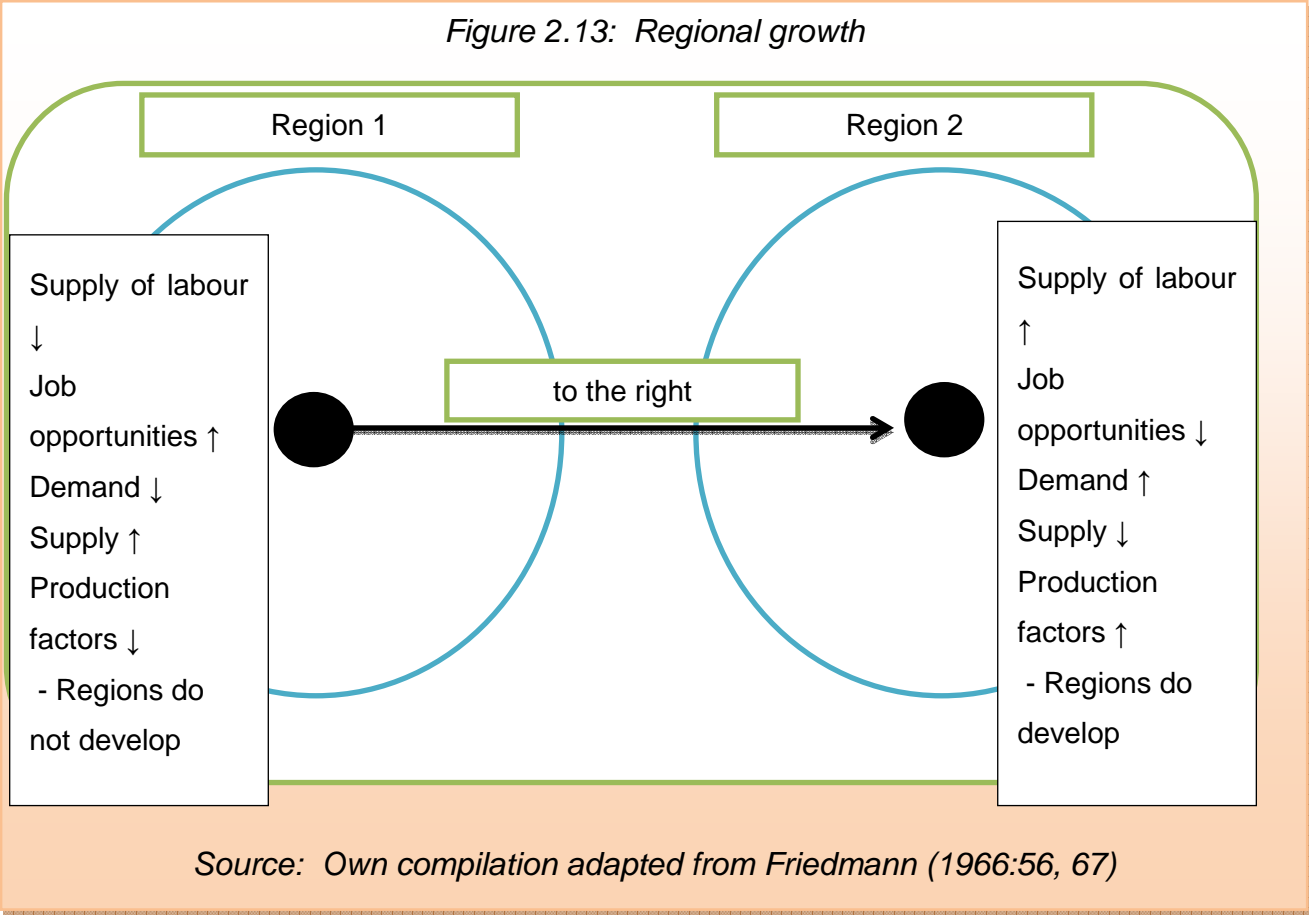 Figure 2.13: Regional growth
Region 1
Region 2
Supply of labour
↓
Job
opportunities ↑
Demand ↓
Supply ↑
Production
factors ↓
- Regions do
not develop
to the right
Supply of labour
↑
Job
opportunities ↓
Demand ↑
Supply ↓
Production
factors ↑
- Regions do
develop
Source: Own compilation adapted from Friedmann (1966:56, 67)